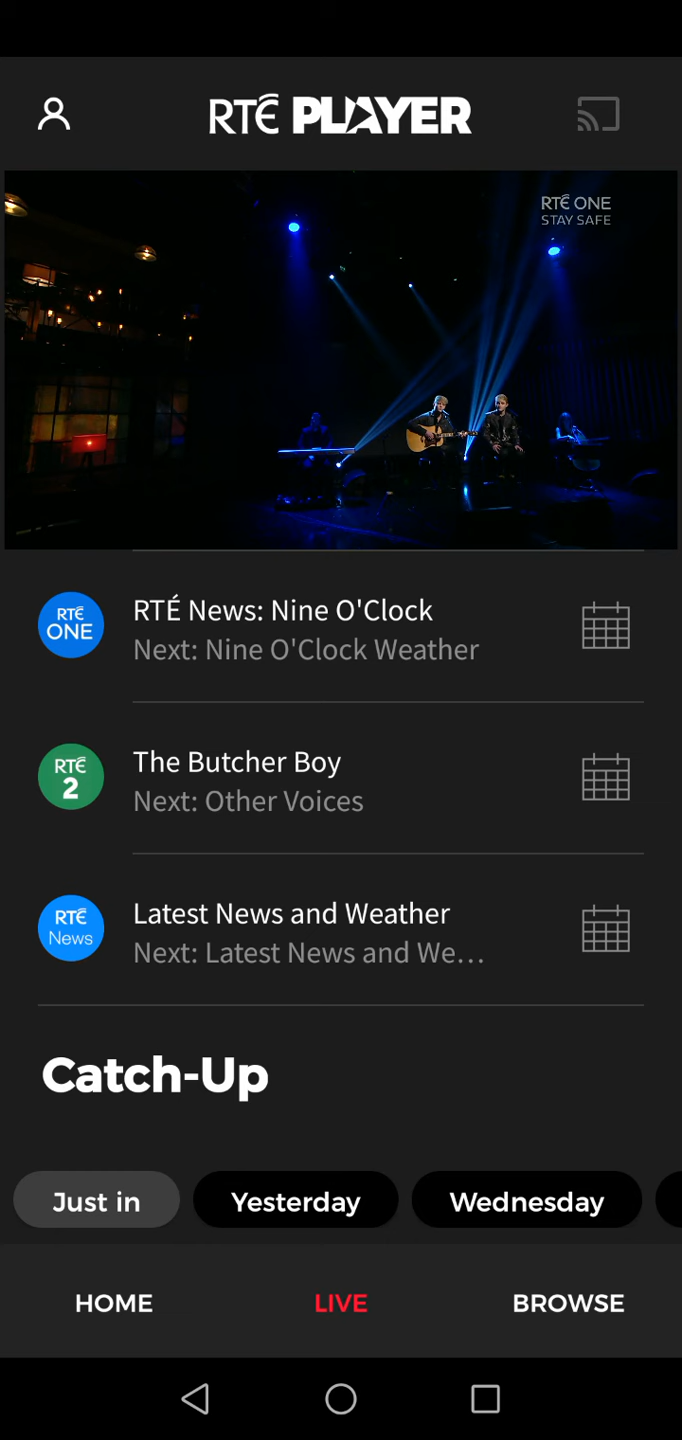 RTÉ PLAYER
RTÉ ONE
STAY SAFE
RTÉ
ONE
RTÉ News: Nine O'Clock
Next: Nine O'Clock Weather
RTÉ
2
The Butcher Boy
Next: Other Voices
RTÉ
News
Latest News and Weather
Next: Latest News and We…
Catch-Up
Just in
Yesterday
Wednesday
HOME
LIVE
BROWSE